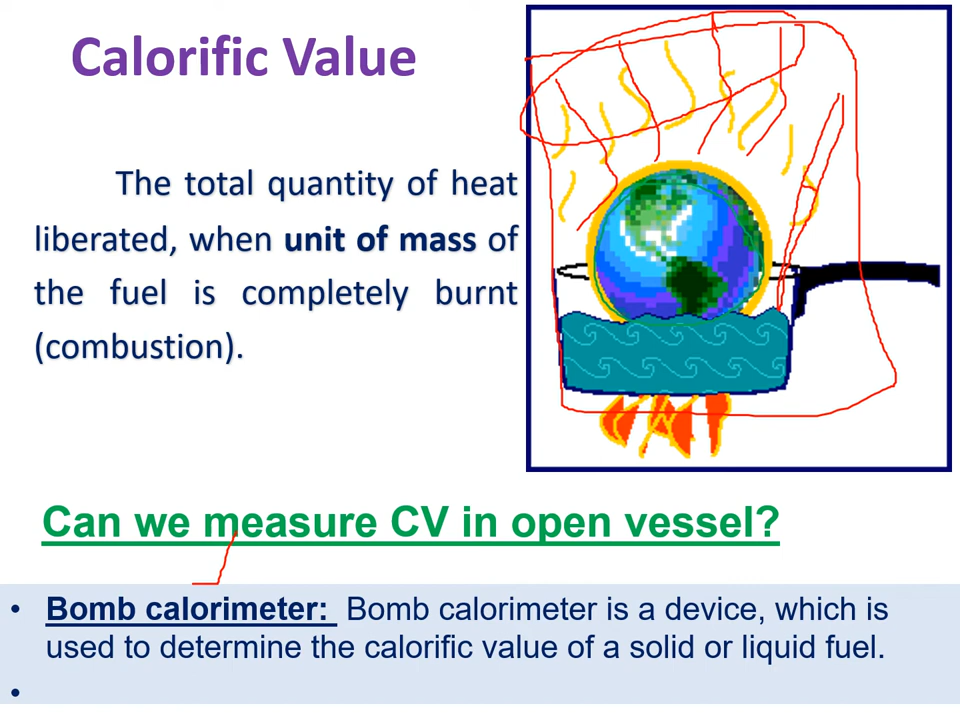 Calorific Value
The total quantity of heat
liberated, when unit of mass of
the fuel is completely burnt
(combustion).
Can we measure CV in open vessel?
• Bomb calorimeter: Bomb calorimeter is a device, which is
used to determine the calorific value of a solid or liquid fuel.
•